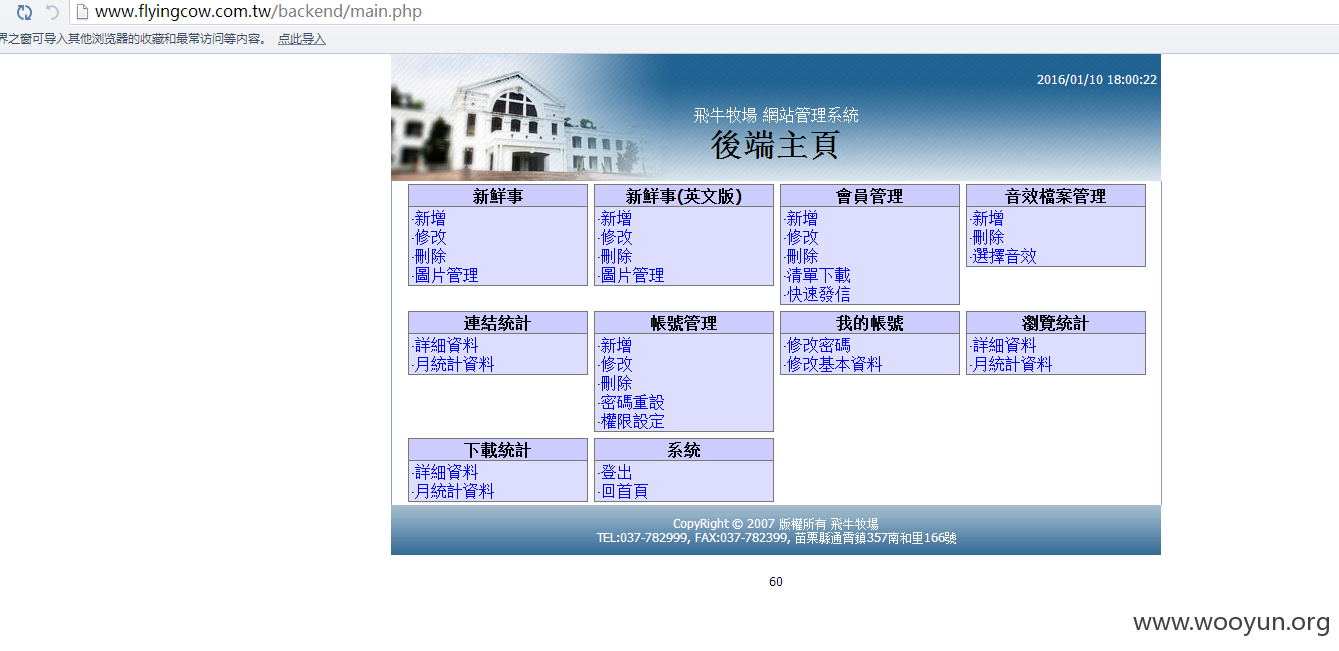 www.flyingcow.com.tw/backend/main.php
界之窗可导入其他浏览器的收藏和最常访问等内容。 点此导入
2016/01/10 18:00:22
飛牛牧場 網站管理系統
後端主頁
新鮮事
·新增
·修改
·刪除
·圖片管理
新鮮事(英文版)
·新增
·修改
·刪除
·圖片管理
會員管理
·新增
·修改
·刪除
·清單下載
·快速發信
音效檔案管理
·新增
·刪除
·選擇音效
連結統計
·詳細資料
·月統計資料
帳號管理
·新增
·修改
·刪除
·密碼重設
·權限設定
我的帳號
·修改密碼
·修改基本資料
瀏覽統計
·詳細資料
·月統計資料
下載統計
·詳細資料
·月統計資料
系統
·登出
·回首頁
CopyRight © 2007 版權所有 飛牛牧場
TEL:037-782999, FAX:037-782399, 苗栗縣通霄鎮357南和里166號
60
www.wooyun.org